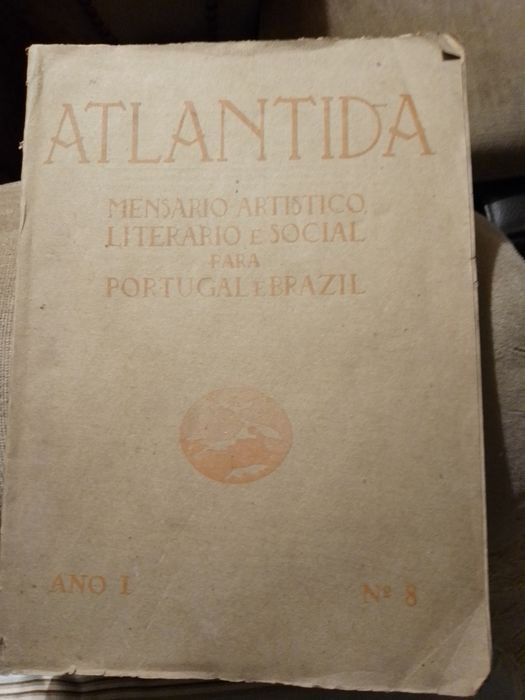 ATLANTIDA
MENSARIO ARTISTICO,
LITERARIO E SOCIAL
PARA
PORTUGAL E BRAZIL
ANO I
Nº 8